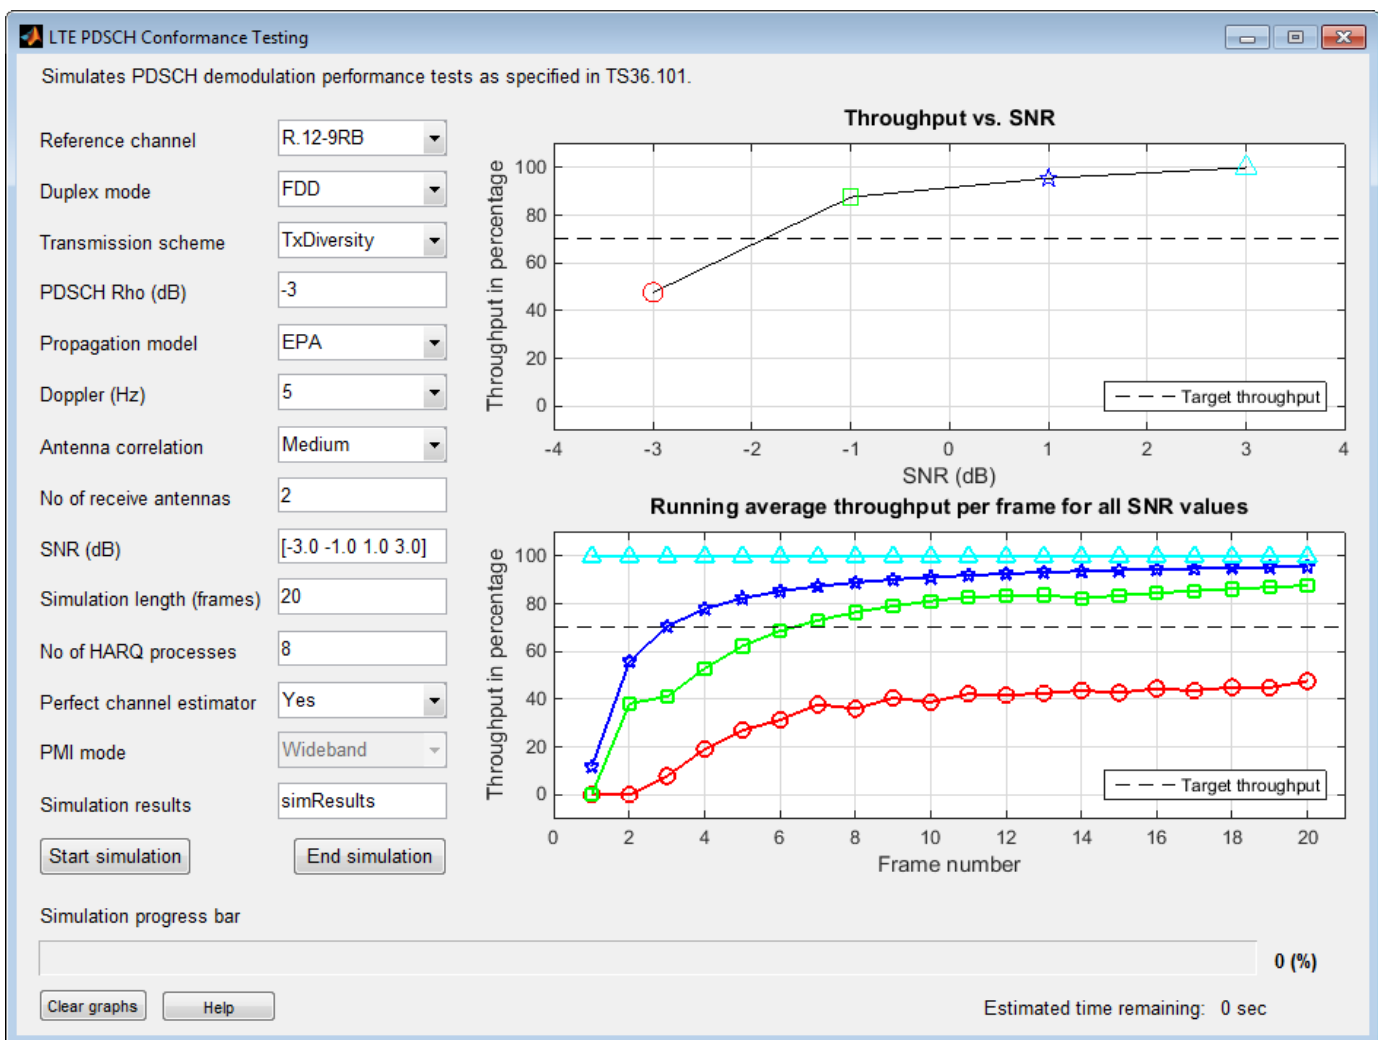 LTE PDSCH Conformance Testing
Simulates PDSCH demodulation performance tests as specified in TS36.101.
Reference channel R.12-9RB
Duplex mode FDD
Transmission scheme TxDiversity
PDSCH Rho (dB) -3
Propagation model EPA
Doppler (Hz) 5
Antenna correlation Medium
No of receive antennas 2
SNR (dB) [-3.0 -1.0 1.0 3.0]
Simulation length (frames) 20
No of HARQ processes 8
Perfect channel estimator Yes
PMI mode Wideband
Simulation results simResults
Start simulation End simulation
Throughput vs. SNR
Throughput in percentage
100
80
60
40
20
0
Target throughput
-4 -3 -2 -1 0 1 2 3 4
SNR (dB)
Running average throughput per frame for all SNR values
Throughput in percentage
100
80
60
40
20
0
Target throughput
0 2 4 6 8 10 12 14 16 18 20
Frame number
Simulation progress bar
0 (%)
Clear graphs Help
Estimated time remaining: 0 sec